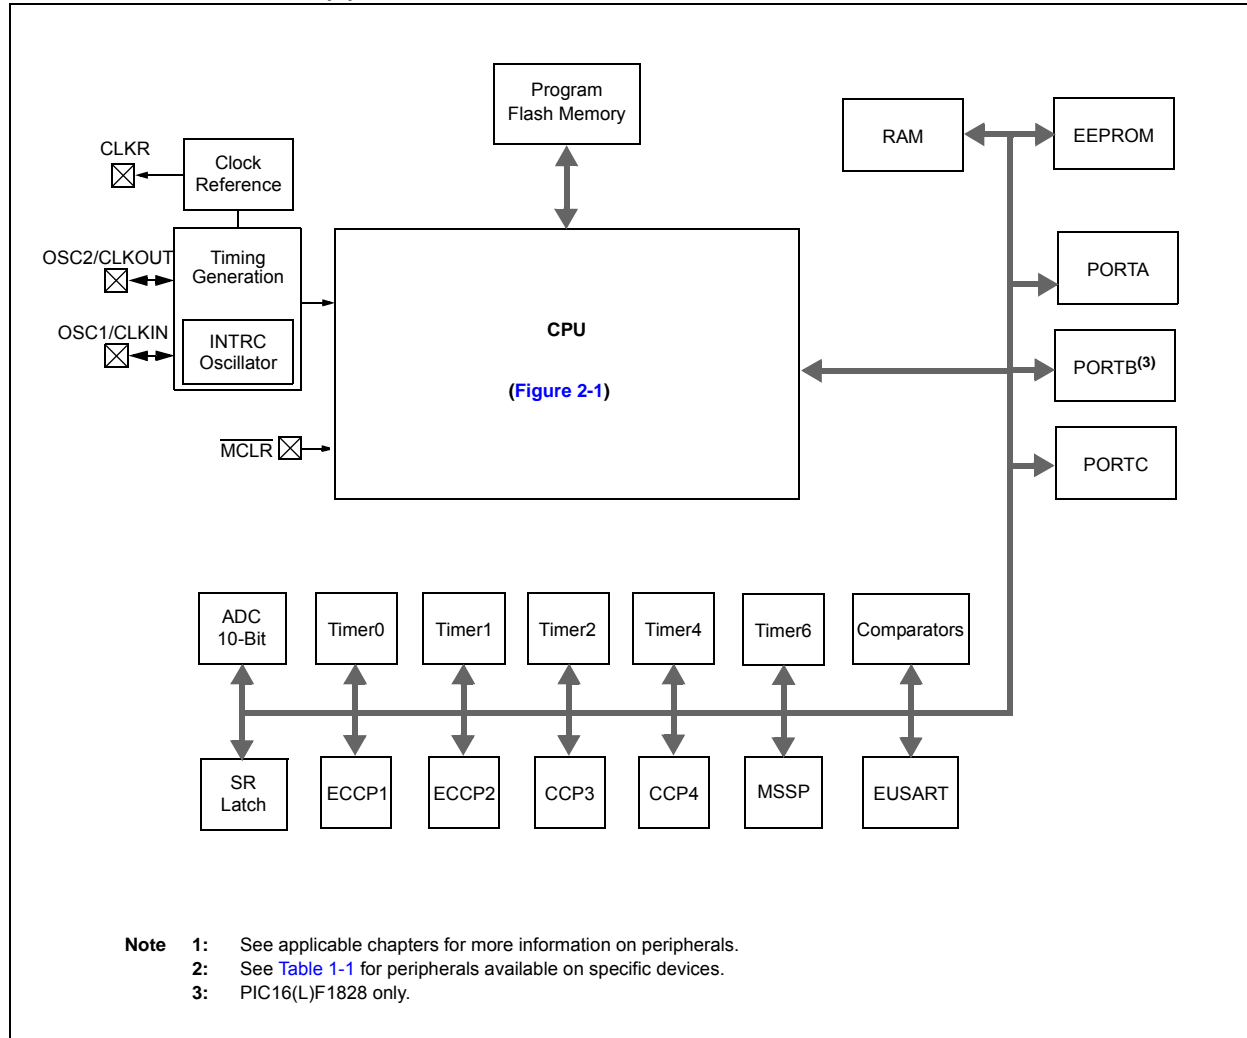 Program
Flash Memory
RAM
EEPROM
CLKR
Clock
Reference
OSC2/CLKOUT
Timing
Generation
PORTA
OSC1/CLKIN
INTRC
Oscillator
CPU
(Figure 2-1)
PORTB(3)
MCLR
PORTC
ADC
10-Bit
Timer0
Timer1
Timer2
Timer4
Timer6
Comparators
SR
Latch
ECCP1
ECCP2
CCP3
CCP4
MSSP
EUSART
Note 1: See applicable chapters for more information on peripherals.
2: See Table 1-1 for peripherals available on specific devices.
3: PIC16(L)F1828 only.